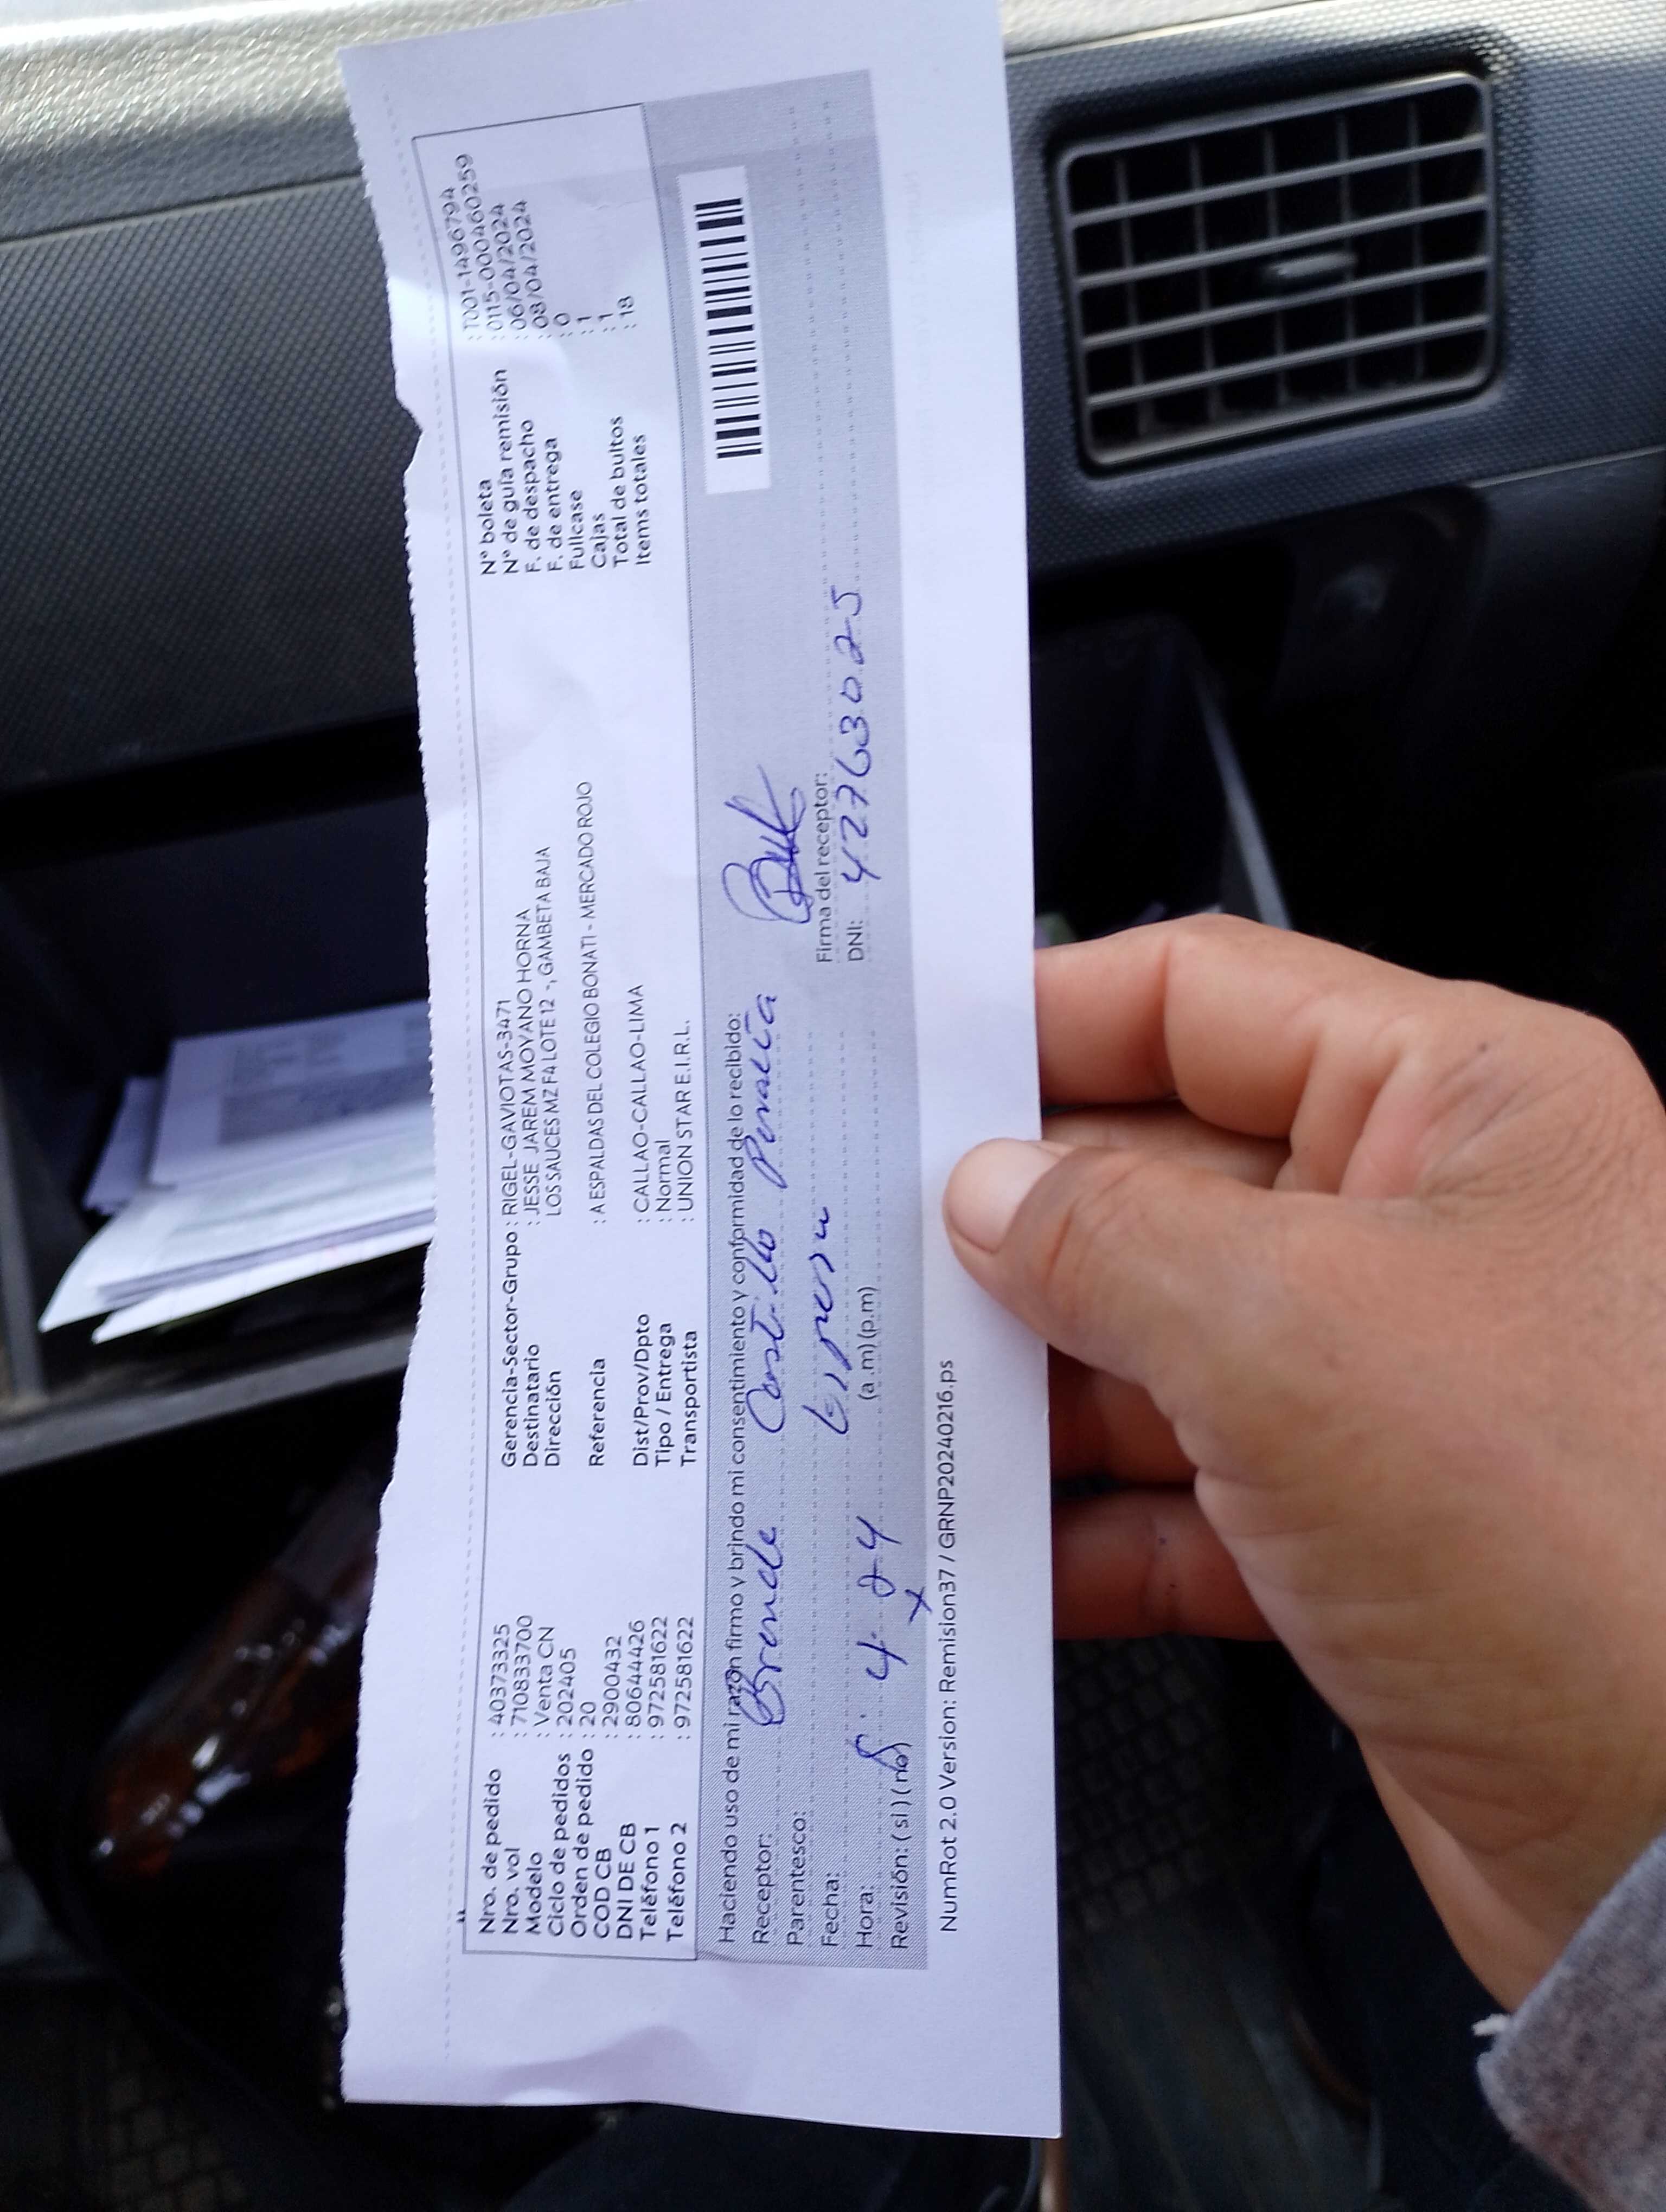 Nro. de pedido : 40373325
Nro. vol : 710833700
Modelo : Venta CN
Ciclo de pedidos : 202405
Orden de pedido : 20
COD CB : 2900432
DNI DE CB : 80644426
Teléfono 1 : 972581622
Teléfono 2 : 972581622
Gerencia-Sector-Grupo : RIGEL-GAVIOTAS-3471
Destinatario : JESSE JAREM MOYANO HORNA
Dirección LOS SAUCES MZ F4 LOTE 12 -, GAMBETA BAJA
Referencia : A ESPALDAS DEL COLEGIO BONATI - MERCADO ROJO
Dist/Prov/Dpto : CALLAO-CALLAO-LIMA
Tipo / Entrega : Normal
Transportista : UNION STAR E.I.R.L.
N° boleta : T001-1496794
N° de guía remisión : 0115-0004460259
F. de despacho : 06/04/2024
F. de entrega : 08/04/2024
Fullcase : 0
Cajas : 1
Total de bultos : 1
Items totales : 18
Haciendo uso de mi razón firmo y brindo mi consentimiento y conformidad de lo recibido:
Receptor: Castillo
Parentesco:
Firma del receptor:
Fecha: 8. 4. 24
DNI: 42763025
Hora: (a .m) (p.m)
Revisión: ( si ) (no)
NumRot 2.0 Version: Remision37 / GRNP20240216.ps